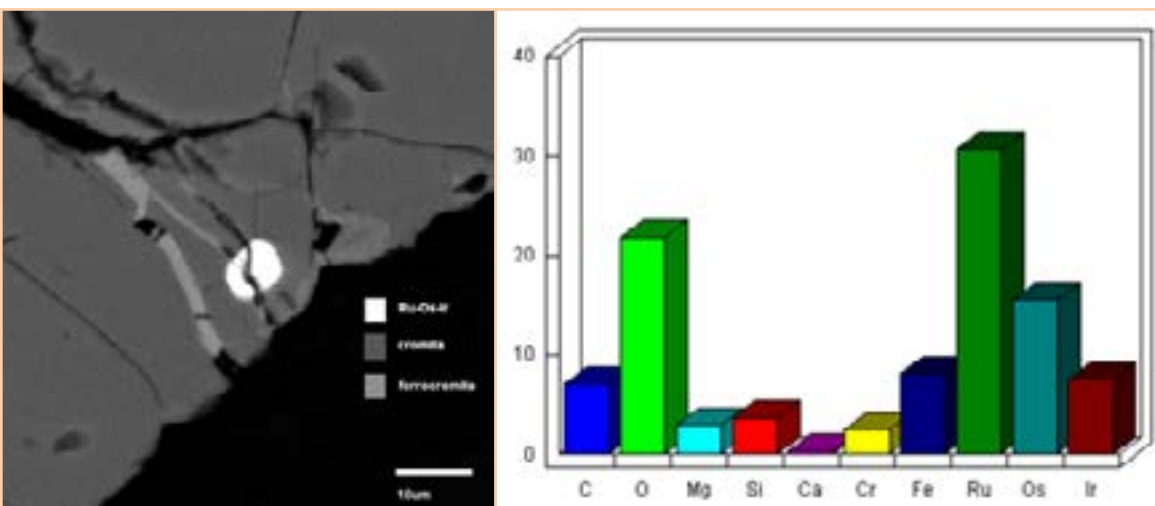 Ru-Os-Ir
cromita
ferrocromita
10um
40
30
20
10
0
C O Mg Si Ca Cr Fe Ru Os Ir